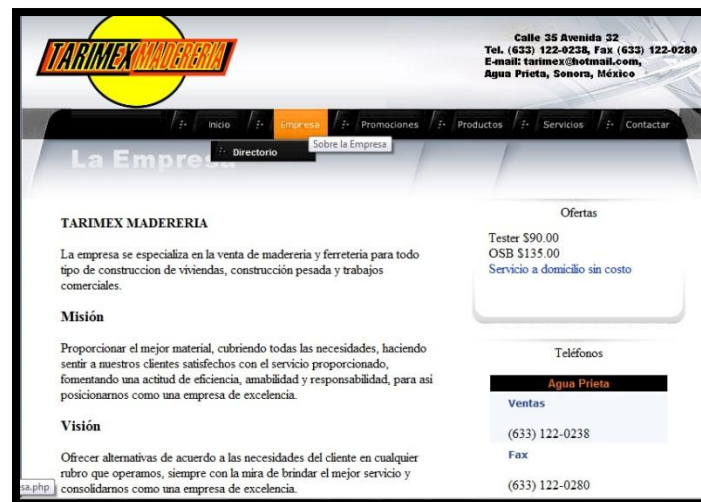 TARIMEX MADERERIA
Calle 35 Avenida 32
Tel. (633) 122-0238, Fax (633) 122-0280
E-mail: tarimex@hotmail.com,
Agua Prieta, Sonora, México
Inicio Empresa Promociones Productos Servicios Contactar
Directorio
Sobre la Empresa
La Empresa
TARIMEX MADERERIA
La empresa se especializa en la venta de madereria y ferreteria para todo
tipo de construccion de viviendas, construcción pesada y trabajos
comerciales.
Misión
Proporcionar el mejor material, cubriendo todas las necesidades, haciendo
sentir a nuestros clientes satisfechos con el servicio proporcionado,
fomentando una actitud de eficiencia, amabilidad y responsabilidad, para asi
posicionarnos como una empresa de excelencia.
Visión
Ofrecer alternativas de acuerdo a las necesidades del cliente en cualquier
rubro que operamos, siempre con la mira de brindar el mejor servicio y
consolidarnos como una empresa de excelencia.
sa.php
Ofertas
Tester $90.00
OSB $135.00
Servicio a domicilio sin costo
Teléfonos
Agua Prieta
Ventas
(633) 122-0238
Fax
(633) 122-0280